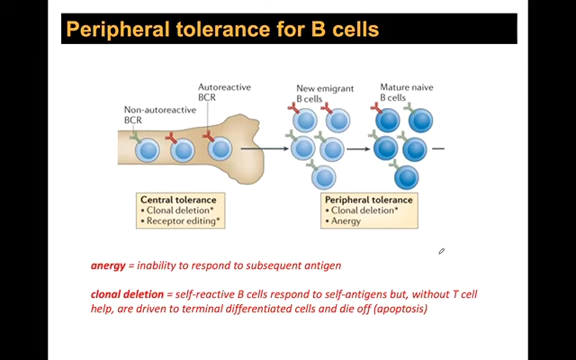 Peripheral tolerance for B cells
Autoreactive
BCR
Non-autoreactive
BCR
New emigrant
B cells
Mature naive
B cells
Central tolerance
• Clonal deletion*
• Receptor editing*
Peripheral tolerance
• Clonal deletion*
• Anergy
anergy = inability to respond to subsequent antigen
clonal deletion = self-reactive B cells respond to self-antigens but, without T cell
help, are driven to terminal differentiated cells and die off (apoptosis)